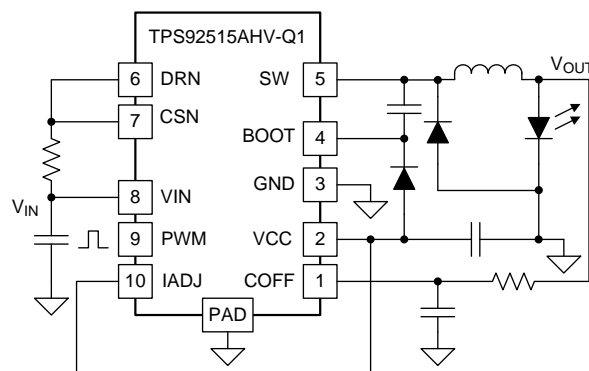 TPS92515AHV-Q1
6 DRN SW 5 VOUT
7 CSN
BOOT 4
GND 3
VIN 8 VIN
9 PWM VCC 2
10 IADJ COFF 1
PAD